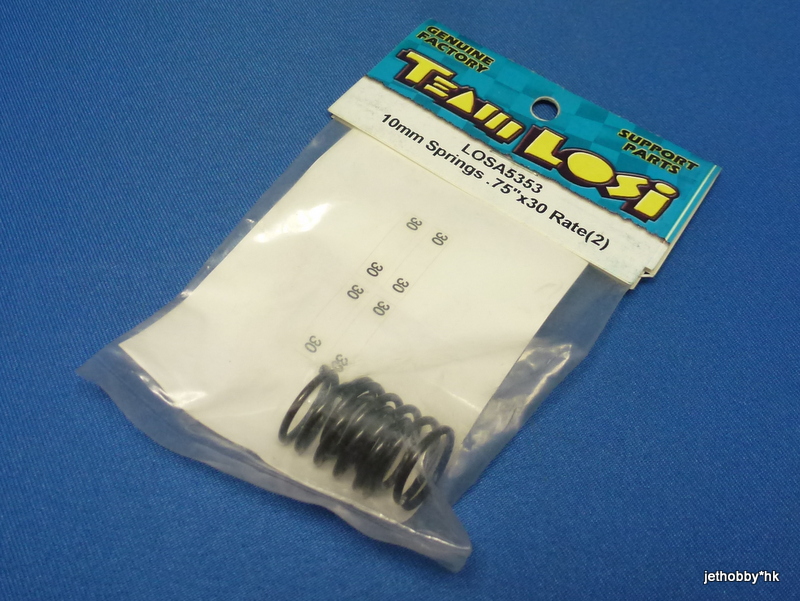 GENUINE
FACTORY
TEAM LOSi
SUPPORT
PARTS
LOSA5353
10mm Springs .75"x30 Rate(2)
30
30
30
30
30
30
30
30
jethobby*hk